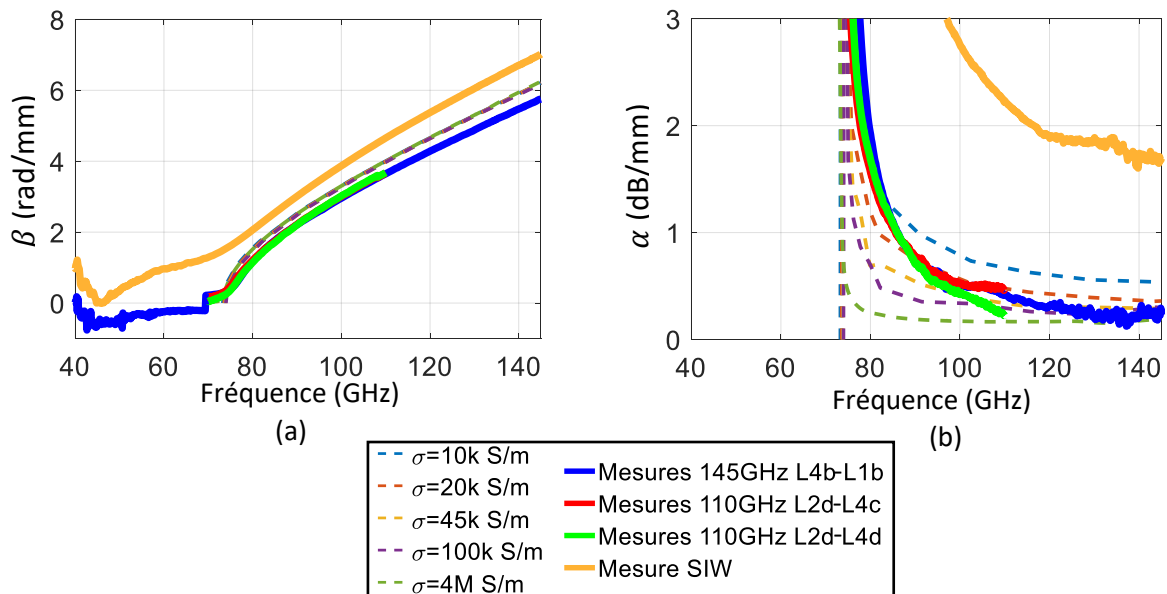 8
6
4
2
0
β (rad/mm)
40 60 80 100 120 140
Fréquence (GHz)
(a)
3
2
1
0
α (dB/mm)
40 60 80 100 120 140
Fréquence (GHz)
(b)
σ=10k S/m
σ=20k S/m
σ=45k S/m
σ=100k S/m
σ=4M S/m
Mesures 145GHz L4b-L1b
Mesures 110GHz L2d-L4c
Mesures 110GHz L2d-L4d
Mesure SIW